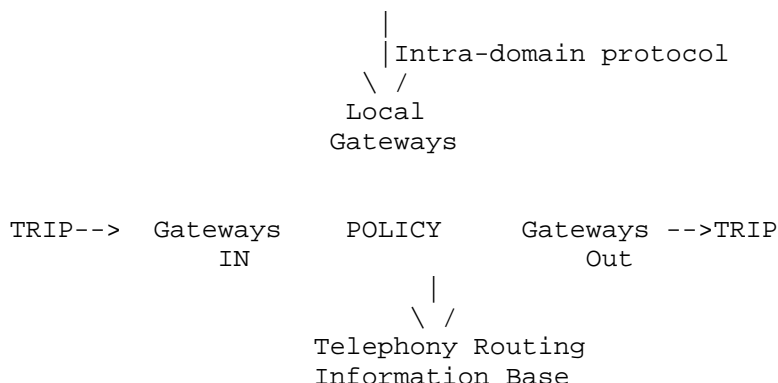 |
|Intra-domain protocol
\ /
Local
Gateways
TRIP--> Gateways POLICY Gateways -->TRIP
IN Out
|
\ /
Telephony Routing
Information Base